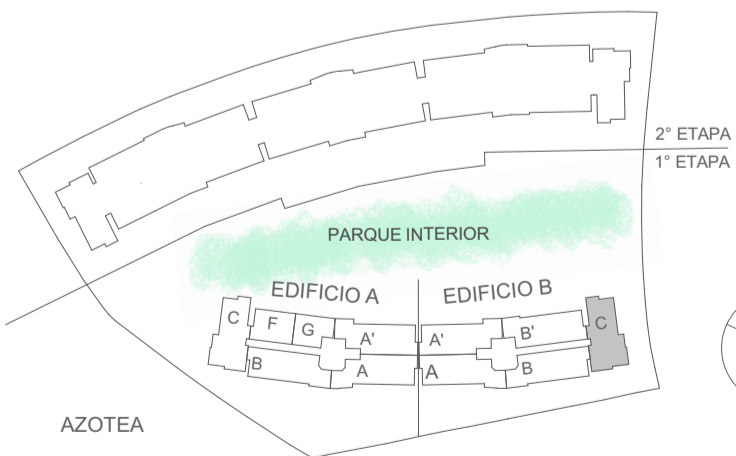 2° ETAPA
1° ETAPA
PARQUE INTERIOR
EDIFICIO A
EDIFICIO B
C
F
G
A'
A'
B'
C
B
A
A
B
AZOTEA